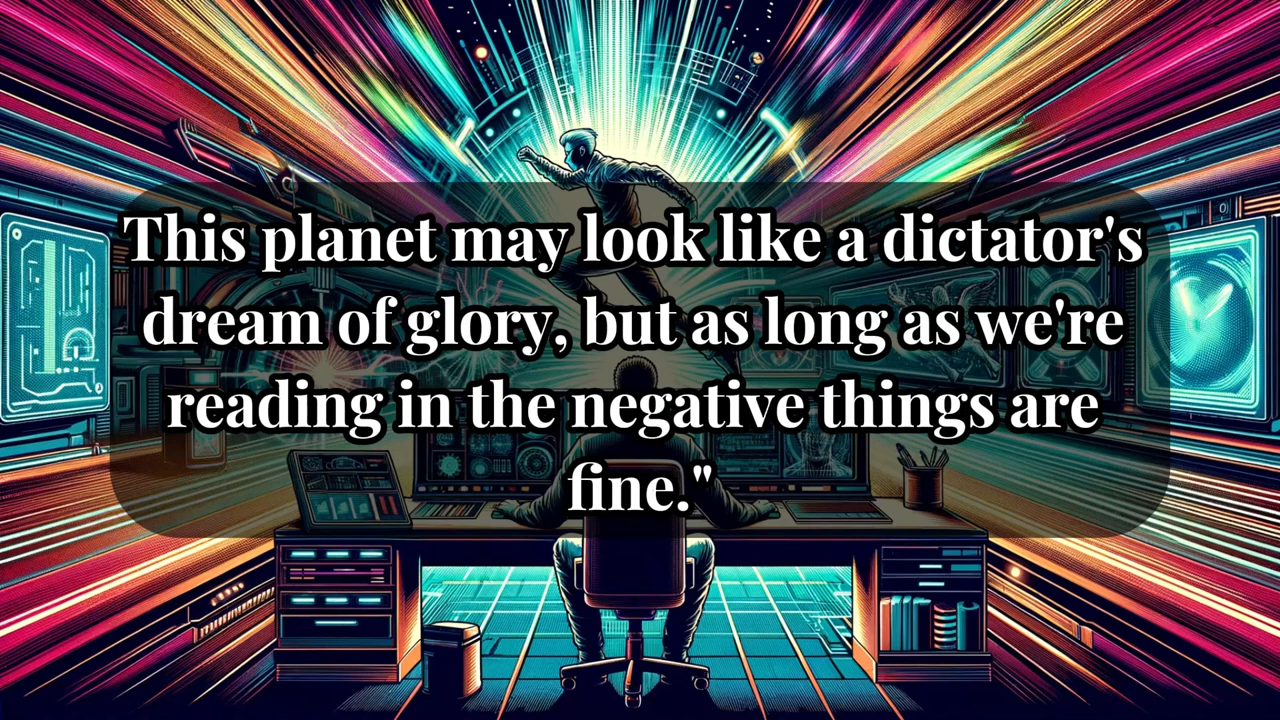 This planet may look like a dictator's
dream of glory, but as long as we're
reading in the negative things are
fine."